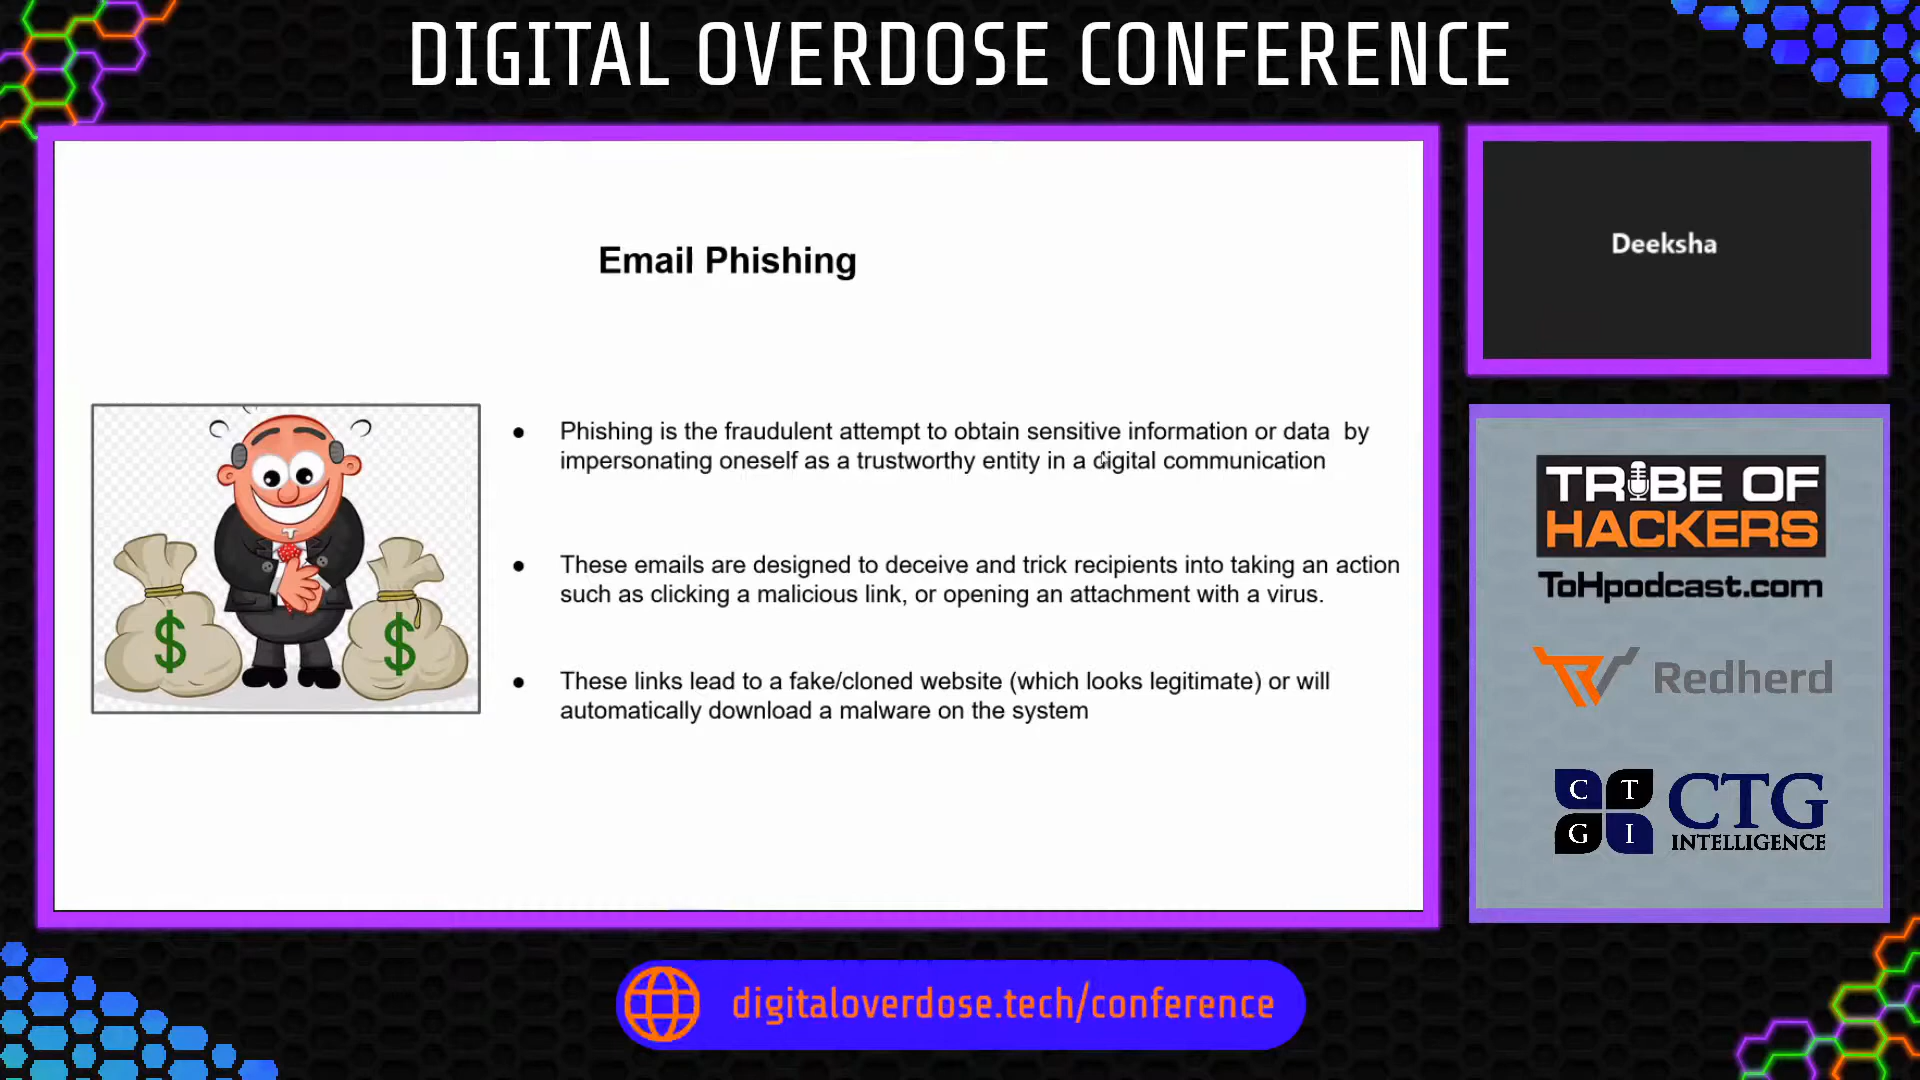 DIGITAL OVERDOSE CONFERENCE
Email Phishing
● Phishing is the fraudulent attempt to obtain sensitive information or data by
impersonating oneself as a trustworthy entity in a digital communication
● These emails are designed to deceive and trick recipients into taking an action
such as clicking a malicious link, or opening an attachment with a virus.
● These links lead to a fake/cloned website (which looks legitimate) or will
automatically download a malware on the system
$ $
Deeksha
TRIBE OF
HACKERS
ToHpodcast.com
Redherd
C T
G I
CTG
INTELLIGENCE
digitaloverdose.tech/conference